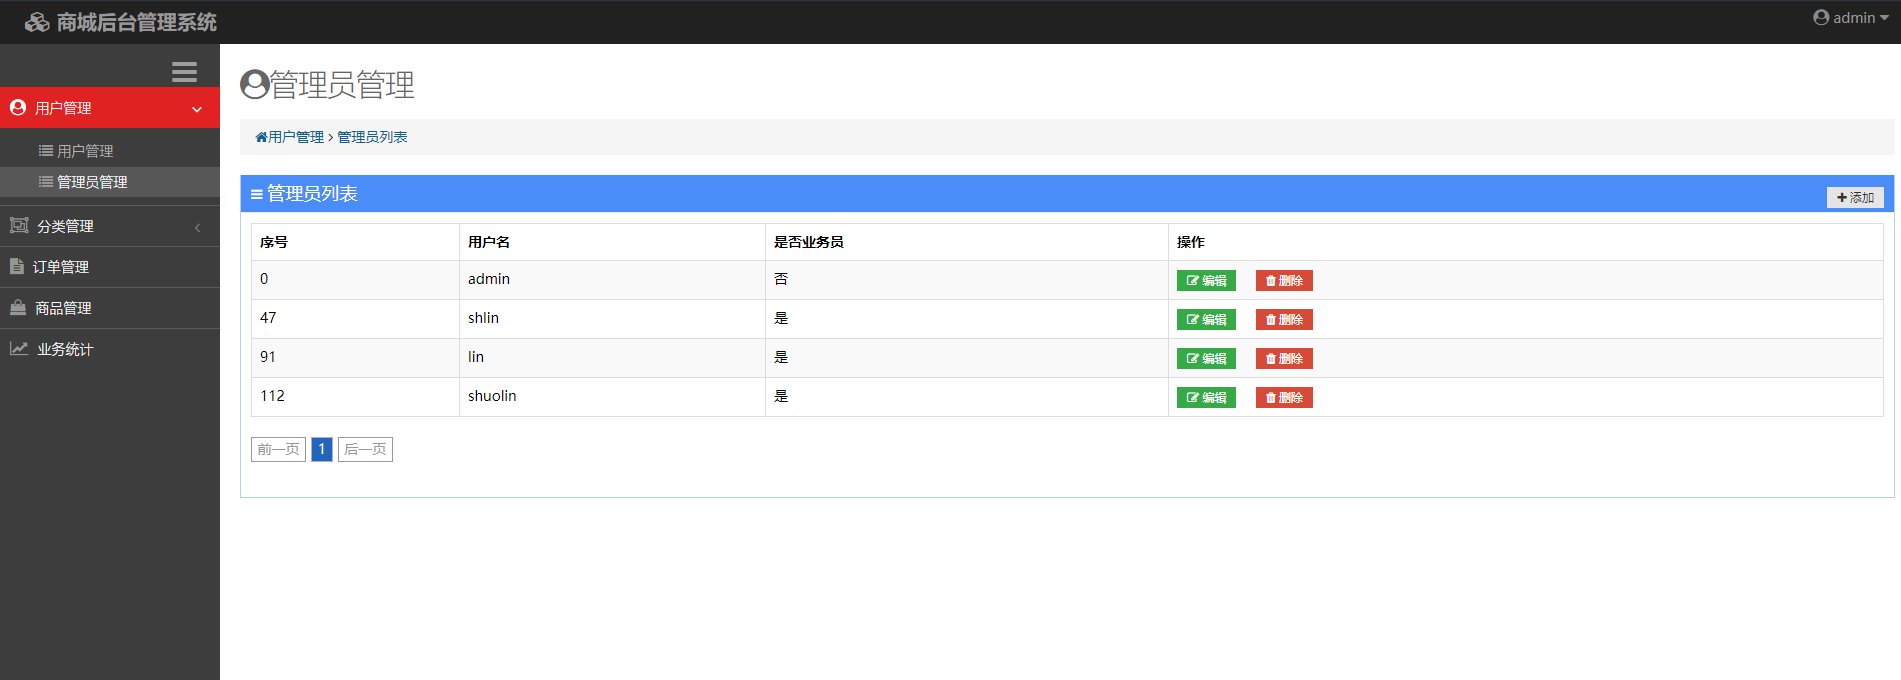 商城后台管理系统
admin
用户管理
用户管理
管理员管理
分类管理
订单管理
商品管理
业务统计
管理员管理
用户管理 > 管理员列表
管理员列表
添加
序号 用户名 是否业务员 操作
0 admin 否 编辑 删除
47 shlin 是 编辑 删除
91 lin 是 编辑 删除
112 shuolin 是 编辑 删除
前一页 1 后一页